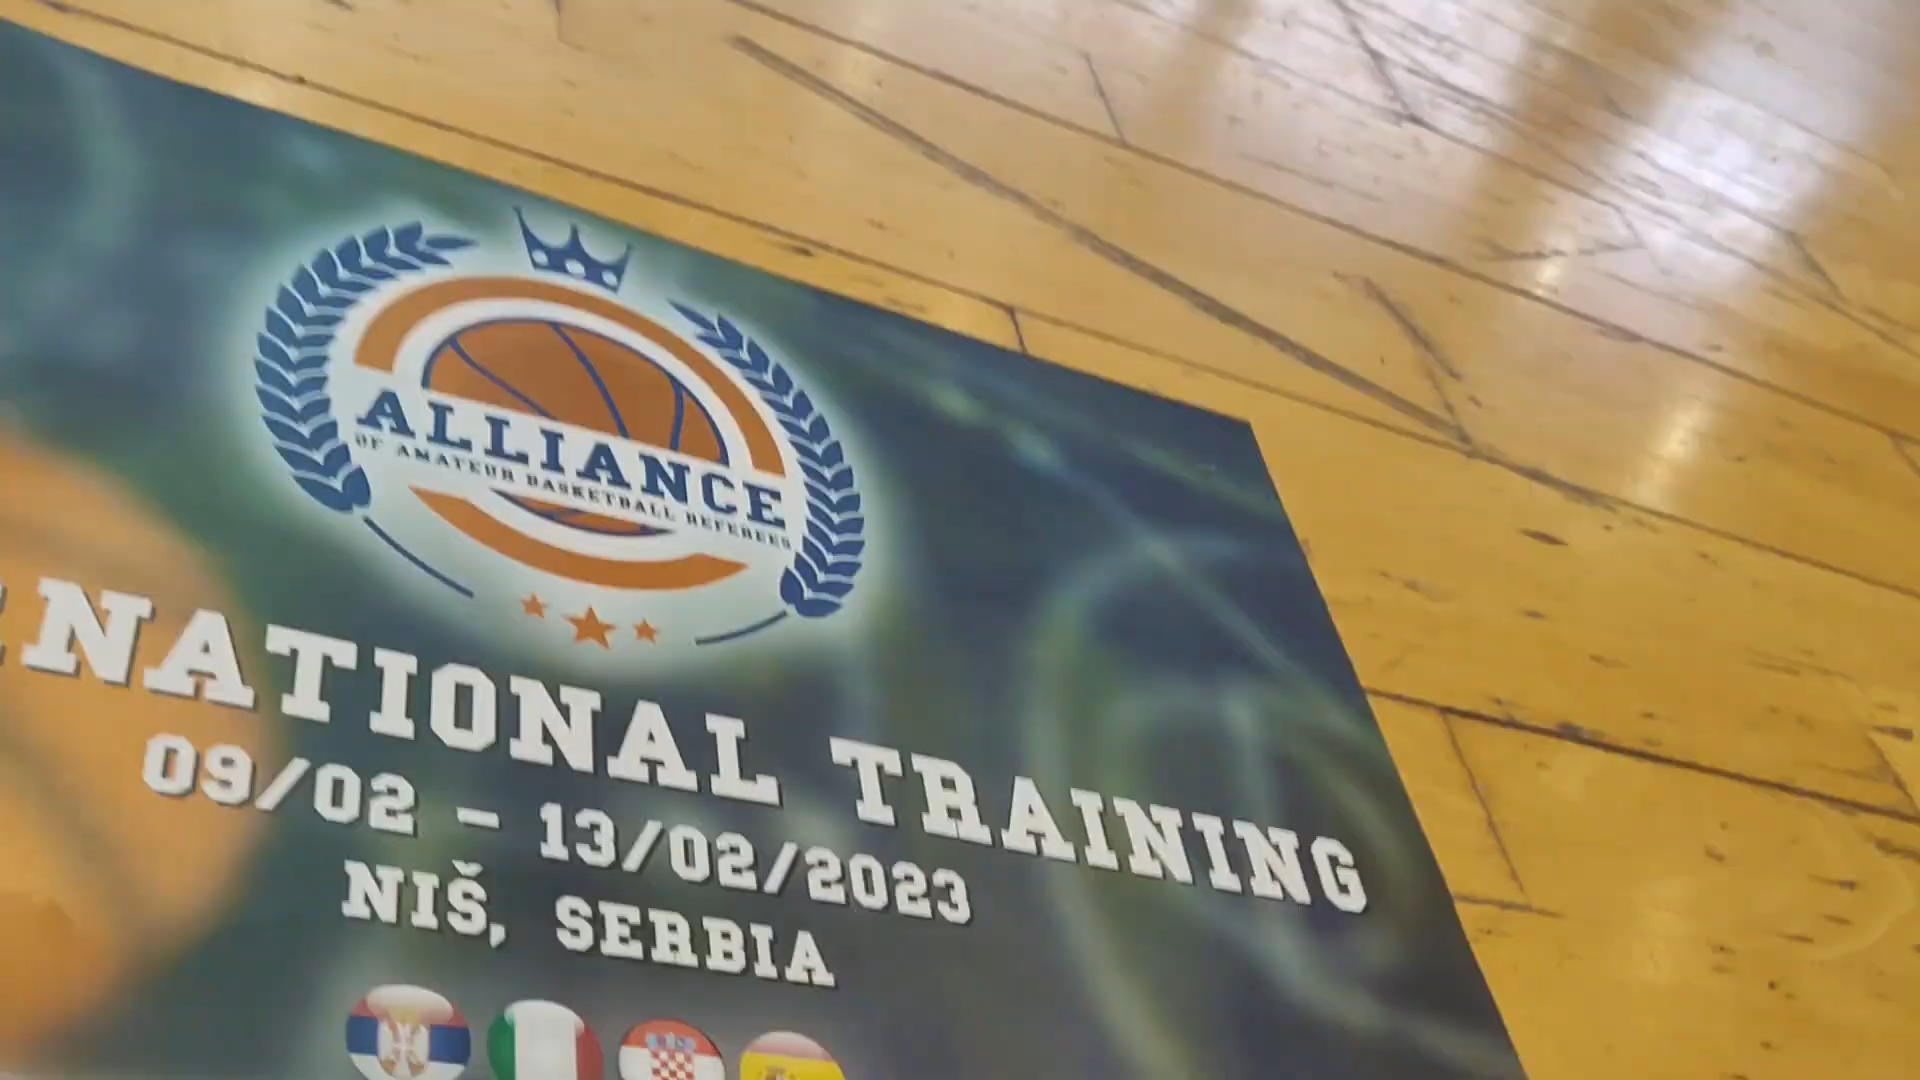 ALLIANCE
OF AMATEUR BASKETBALL REFEREES
NATIONAL TRAINING
09/02 - 13/02/2023
NIŠ, SERBIA